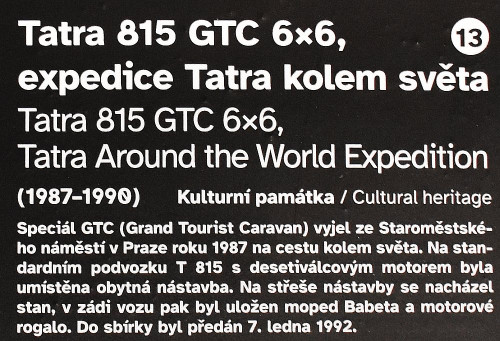 Tatra 815 GTC 6×6,
13
expedice Tatra kolem světa
Tatra 815 GTC 6×6,
Tatra Around the World Expedition
(1987–1990) Kulturní památka / Cultural heritage
Speciál GTC (Grand Tourist Caravan) vyjel ze Staroměstské-
ho náměstí v Praze roku 1987 na cestu kolem světa. Na stan-
dardním podvozku T 815 s desetiválcovým motorem byla
umístěna obytná nástavba. Na střeše nástavby se nacházel
stan, v zádi vozu pak byl uložen moped Babeta a motorové
rogalo. Do sbírky byl předán 7. ledna 1992.